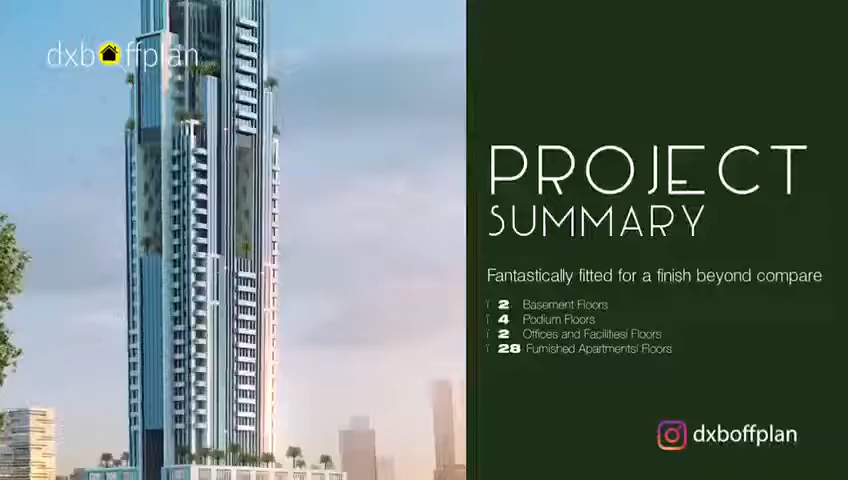 dxboffplan
PROJECT
SUMMARY
Fantastically fitted for a finish beyond compare
2 Basement Floors
4 Podium Floors
2 Offices and Facilities/ Floors
28 Furnished Apartments/ Floors
dxboffplan